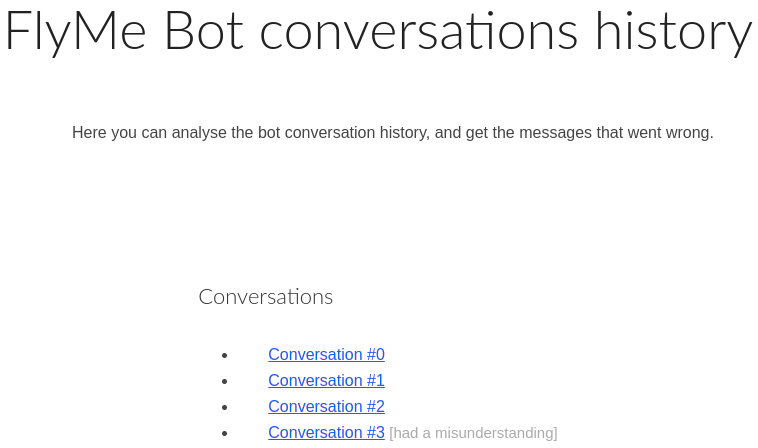 FlyMe Bot conversations history
Here you can analyse the bot conversation history, and get the messages that went wrong.
Conversations
Conversation #0
Conversation #1
Conversation #2
Conversation #3 [had a misunderstanding]